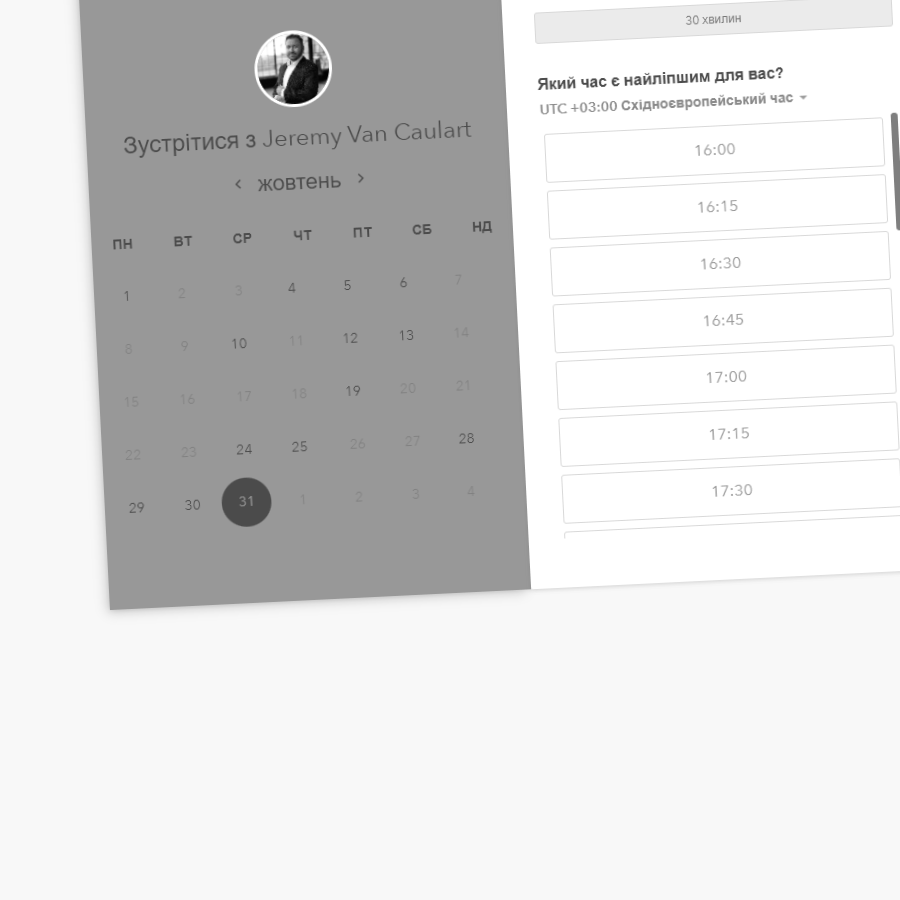 Зустрітися з Jeremy Van Caulart
жовтень
ПН ВТ СР ЧТ ПТ СБ НД
1 2 3 4 5 6 7
8 9 10 11 12 13 14
15 16 17 18 19 20 21
22 23 24 25 26 27 28
29 30 31 1 2 3 4
30 хвилин
Який час є найліпшим для вас?
UTC +03:00 Східноєвропейський час
16:00
16:15
16:30
16:45
17:00
17:15
17:30